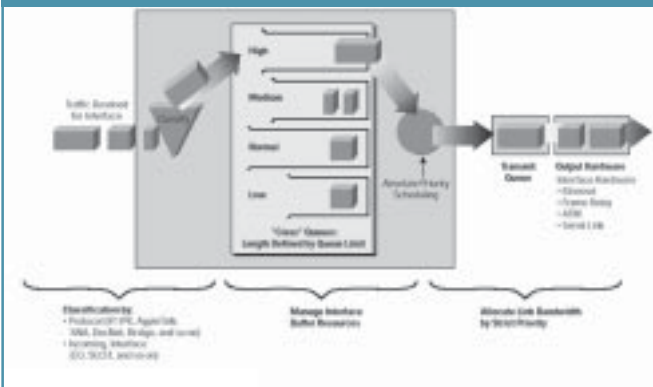 High
Traffic Destined
for Interface
Medium
Classify
Normal
Low
Absolute Priority
Scheduling
Transmit
Queue
Output Hardware
Interface Hardware
• Ethernet
• Frame Relay
• ATM
• Serial Link
"Class" Queues:
Length Defined by Queue Limit
Classification by:
• Protocol (IP, IPX, AppleTalk,
SNA, DecNet, Bridge, and so on)
• Incoming, Interface
(E0, S0, S1, and so on)
Manage Interface
Buffer Resources
Allocate Link Bandwidth
by Strict Priority